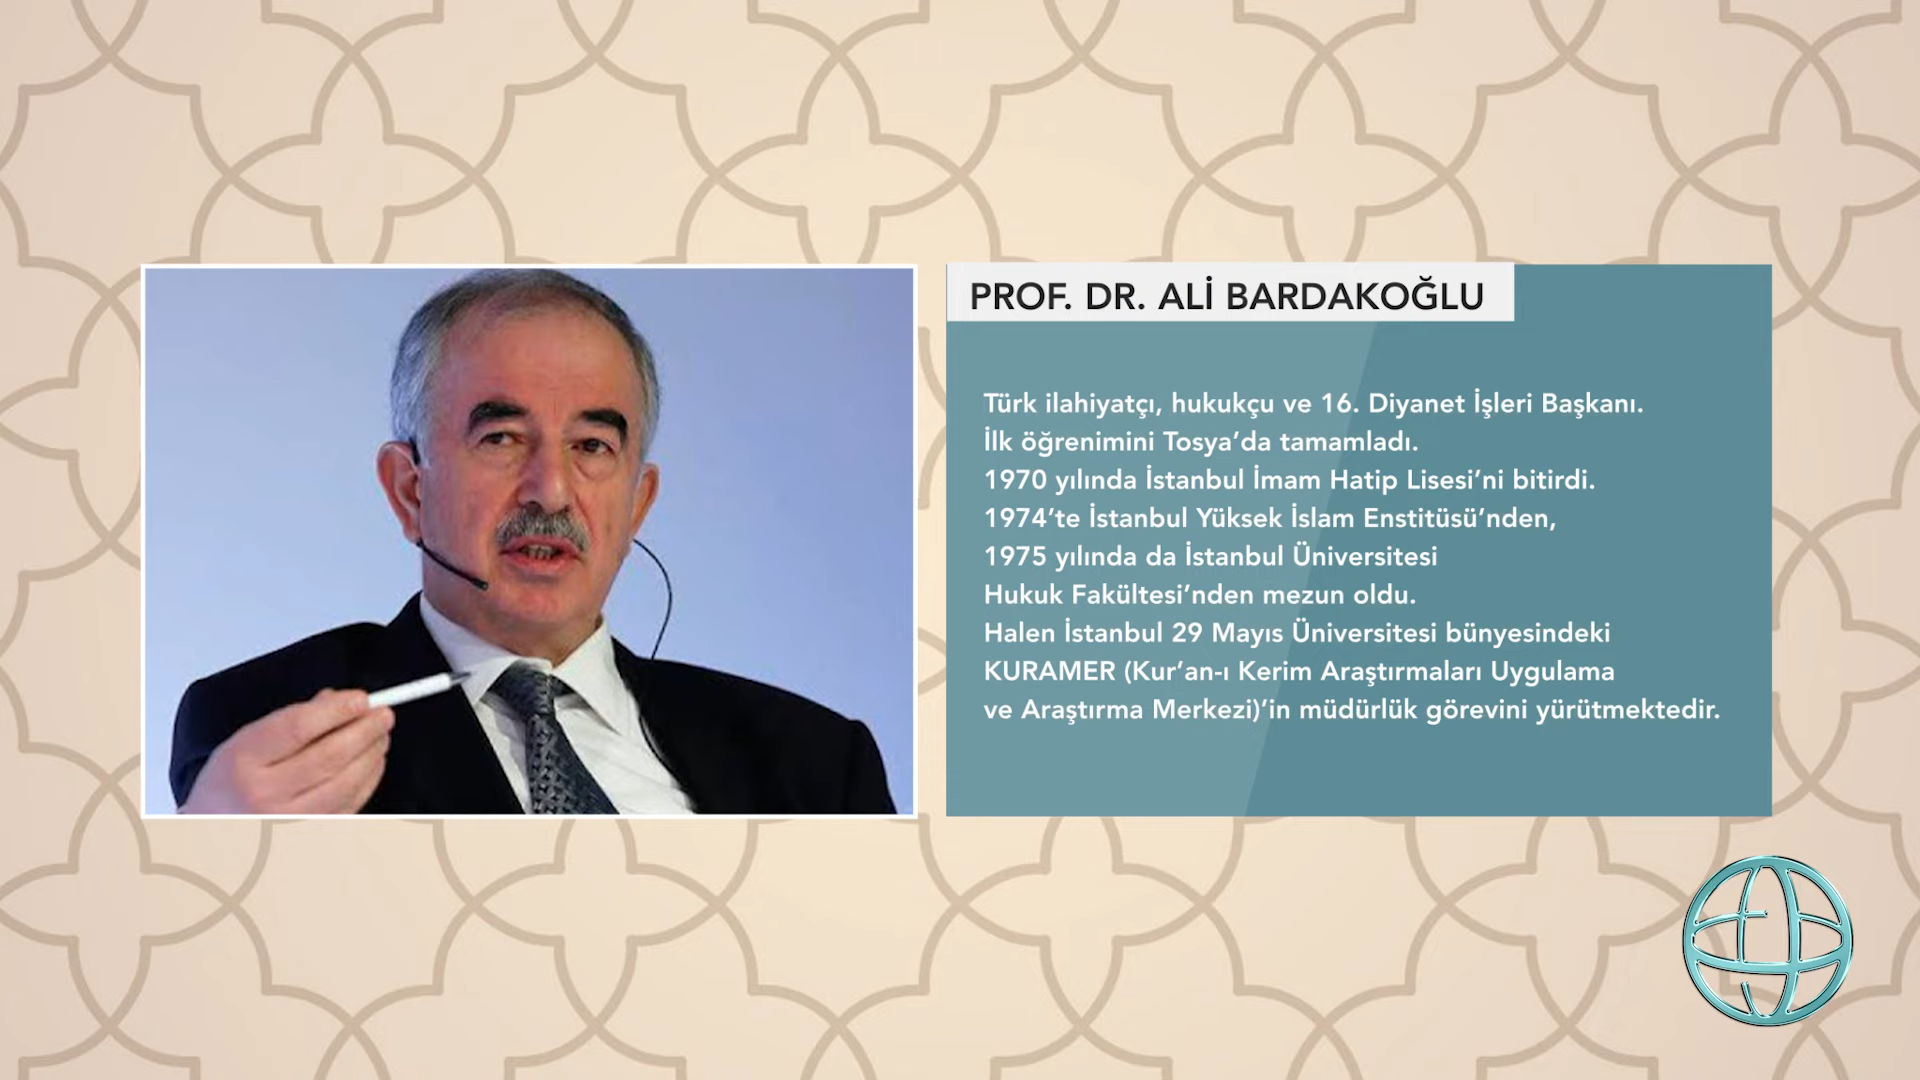 PROF. DR. ALİ BARDAKOĞLU
Türk ilahiyatçı, hukukçu ve 16. Diyanet İşleri Başkanı.
İlk öğrenimini Tosya’da tamamladı.
1970 yılında İstanbul İmam Hatip Lisesi’ni bitirdi.
1974’te İstanbul Yüksek İslam Enstitüsü’nden,
1975 yılında da İstanbul Üniversitesi
Hukuk Fakültesi’nden mezun oldu.
Halen İstanbul 29 Mayıs Üniversitesi bünyesindeki
KURAMER (Kur’an-ı Kerim Araştırmaları Uygulama
ve Araştırma Merkezi)’in müdürlük görevini yürütmektedir.